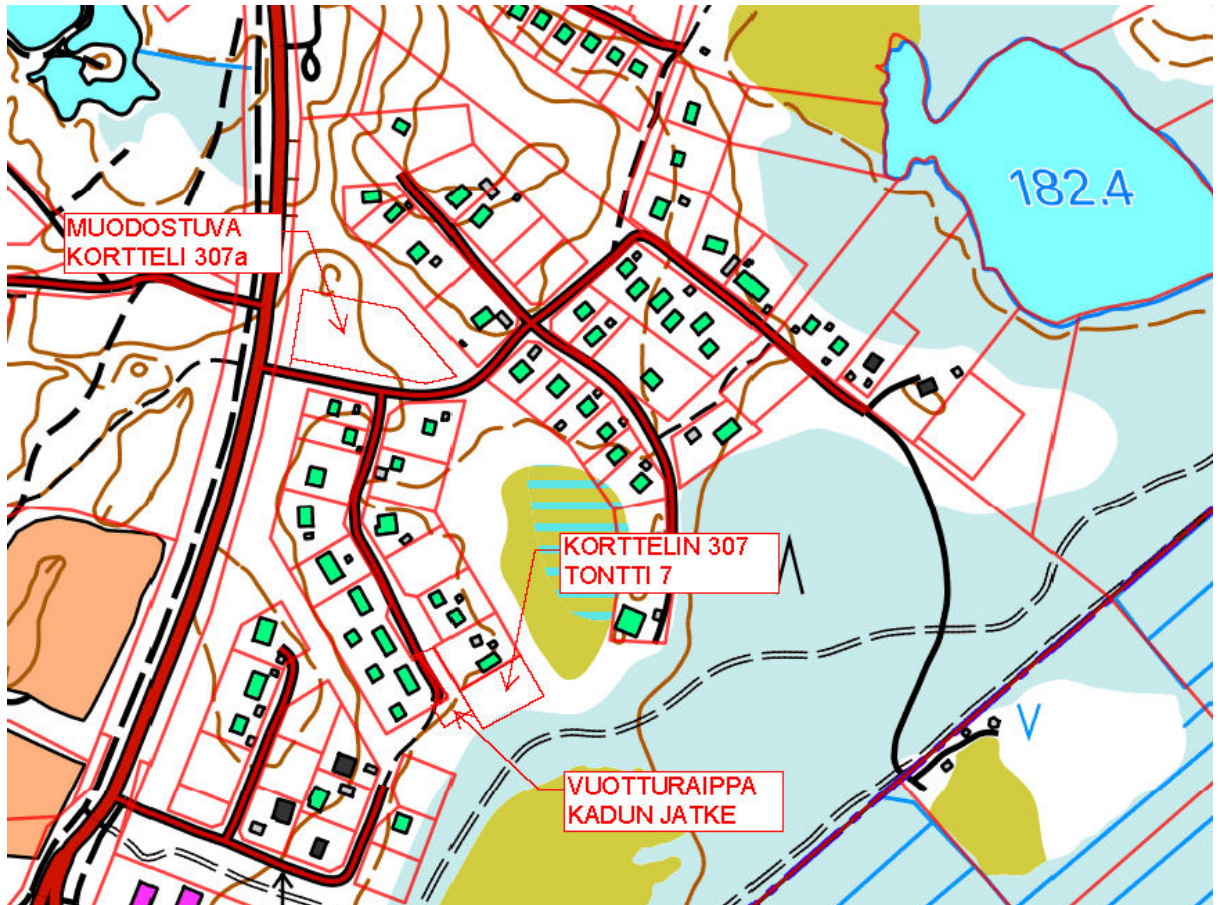 182.4
MUODOSTUVA
KORTTELI 307a
KORTTELIN 307
TONTTI 7
VUOTTURAIPPA
KADUN JATKE